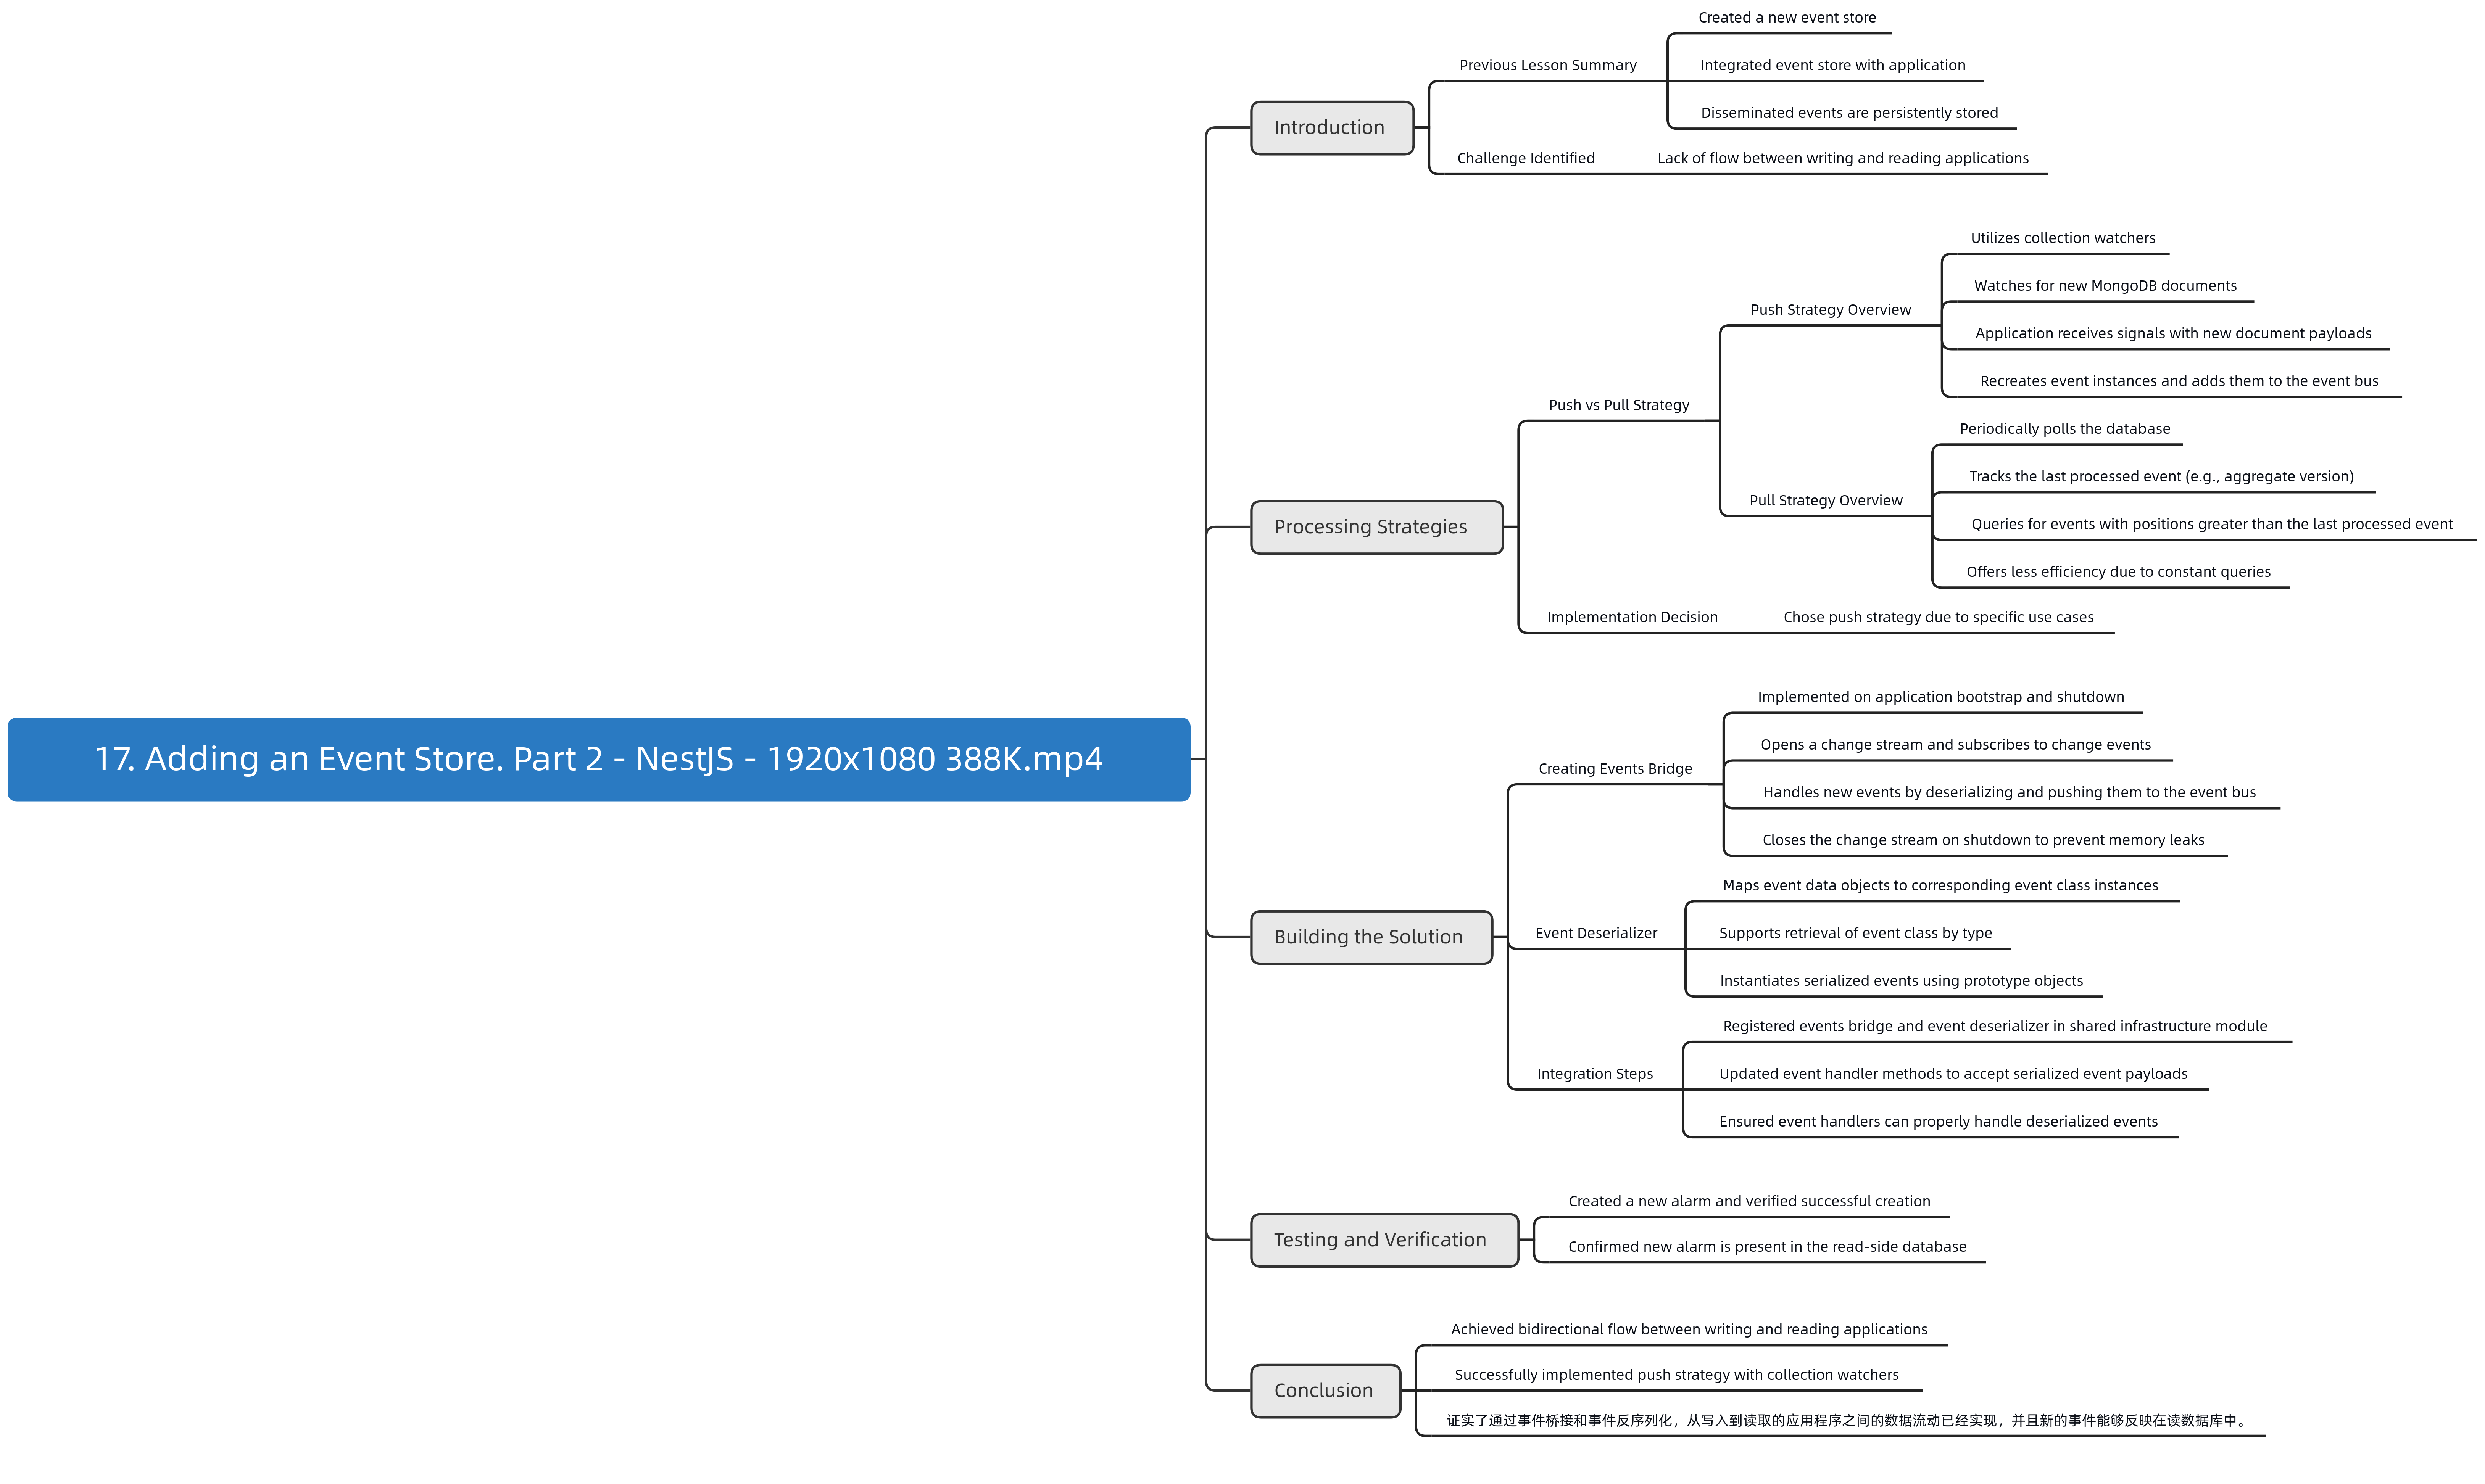 17. Adding an Event Store. Part 2 - NestJS - 1920x1080 388K.mp4
Introduction
Previous Lesson Summary
Created a new event store
Integrated event store with application
Disseminated events are persistently stored
Challenge Identified
Lack of flow between writing and reading applications
Processing Strategies
Push vs Pull Strategy
Push Strategy Overview
Utilizes collection watchers
Watches for new MongoDB documents
Application receives signals with new document payloads
Recreates event instances and adds them to the event bus
Pull Strategy Overview
Periodically polls the database
Tracks the last processed event (e.g., aggregate version)
Queries for events with positions greater than the last processed event
Offers less efficiency due to constant queries
Implementation Decision
Chose push strategy due to specific use cases
Building the Solution
Creating Events Bridge
Implemented on application bootstrap and shutdown
Opens a change stream and subscribes to change events
Handles new events by deserializing and pushing them to the event bus
Closes the change stream on shutdown to prevent memory leaks
Event Deserializer
Maps event data objects to corresponding event class instances
Supports retrieval of event class by type
Instantiates serialized events using prototype objects
Integration Steps
Registered events bridge and event deserializer in shared infrastructure module
Updated event handler methods to accept serialized event payloads
Ensured event handlers can properly handle deserialized events
Testing and Verification
Created a new alarm and verified successful creation
Confirmed new alarm is present in the read-side database
Conclusion
Achieved bidirectional flow between writing and reading applications
Successfully implemented push strategy with collection watchers
证实了通过事件桥接和事件反序列化，从写入到读取的应用程序之间的数据流动已经实现，并且新的事件能够反映在读数据库中。